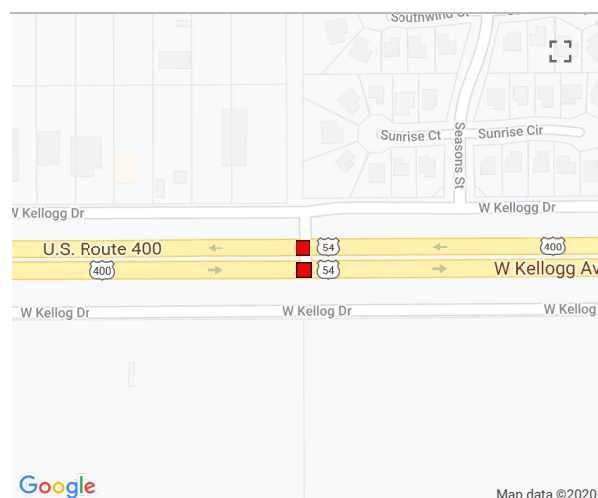 Southwind Ct
Sunrise Ct
Sunrise Cir
Seasons St
W Kellogg Dr
W Kellogg Dr
U.S. Route 400
54
400
400
54
W Kellogg Av
W Kellog Dr
W Kellog Dr
W Kellog
Google
Map data ©2020